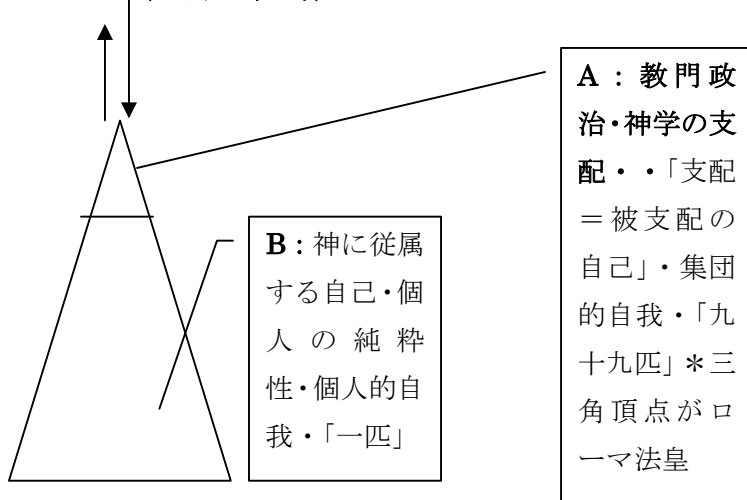 A：教門政
治・神学の支
配・・「支配
＝被支配の
自己」・集団
的自我・「九
十九匹」＊三
角頂点がロ
ーマ法皇
B：神に従属
する自己・個
人の純粋
性・個人的自
我・「一匹」